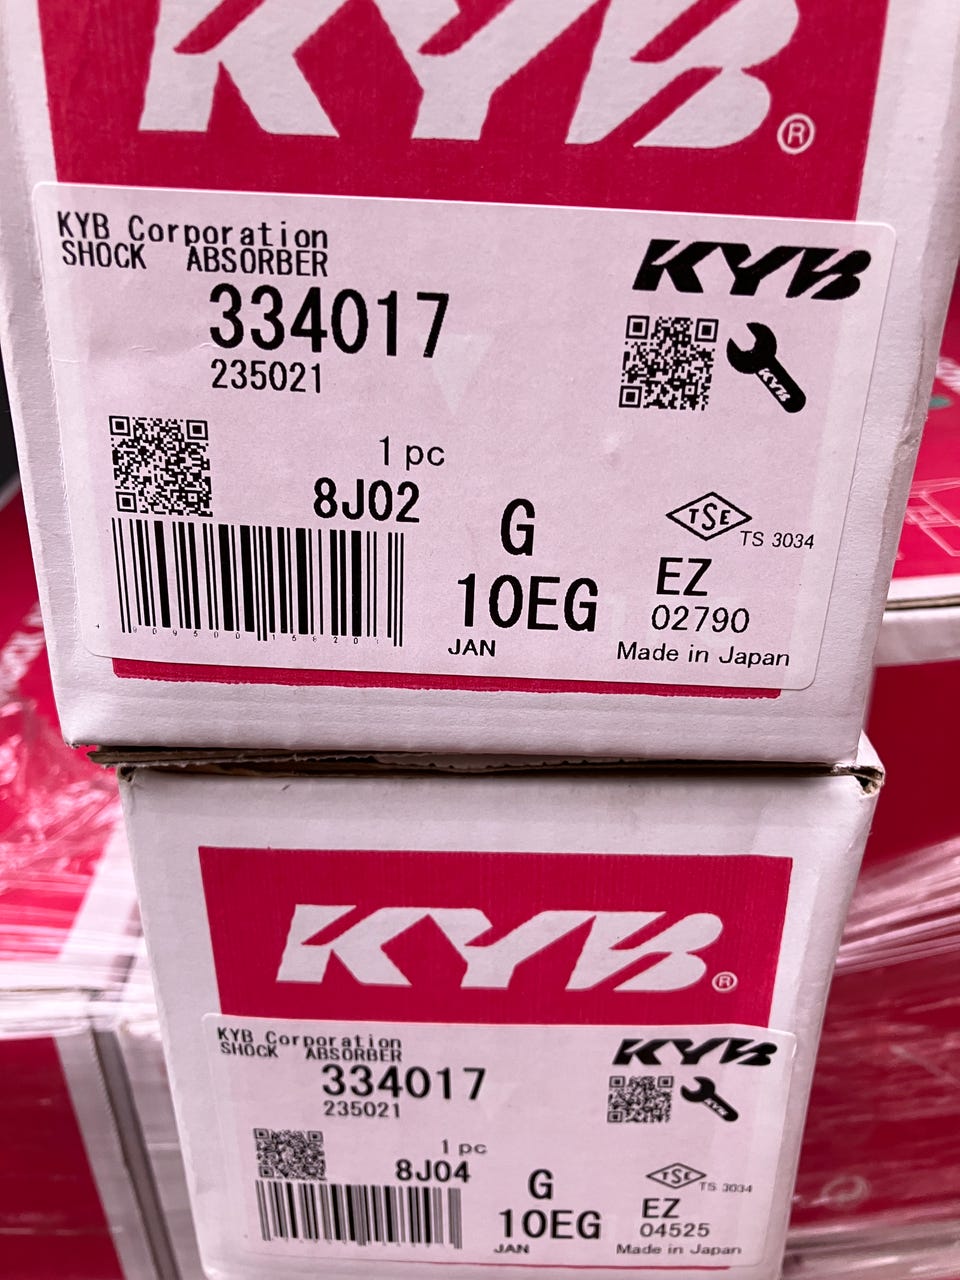 KYB®
KYB Corporation
SHOCK ABSORBER
334017
235021
KYB
KYB
1 pc
8J02
G
10EG
JAN
TSE
TS 3034
EZ
02790
Made in Japan
KYB®
KYB Corporation
SHOCK ABSORBER
334017
235021
KYB
KYB
1 pc
8J04
G
10EG
JAN
TSE
TS 3034
EZ
04525
Made in Japan